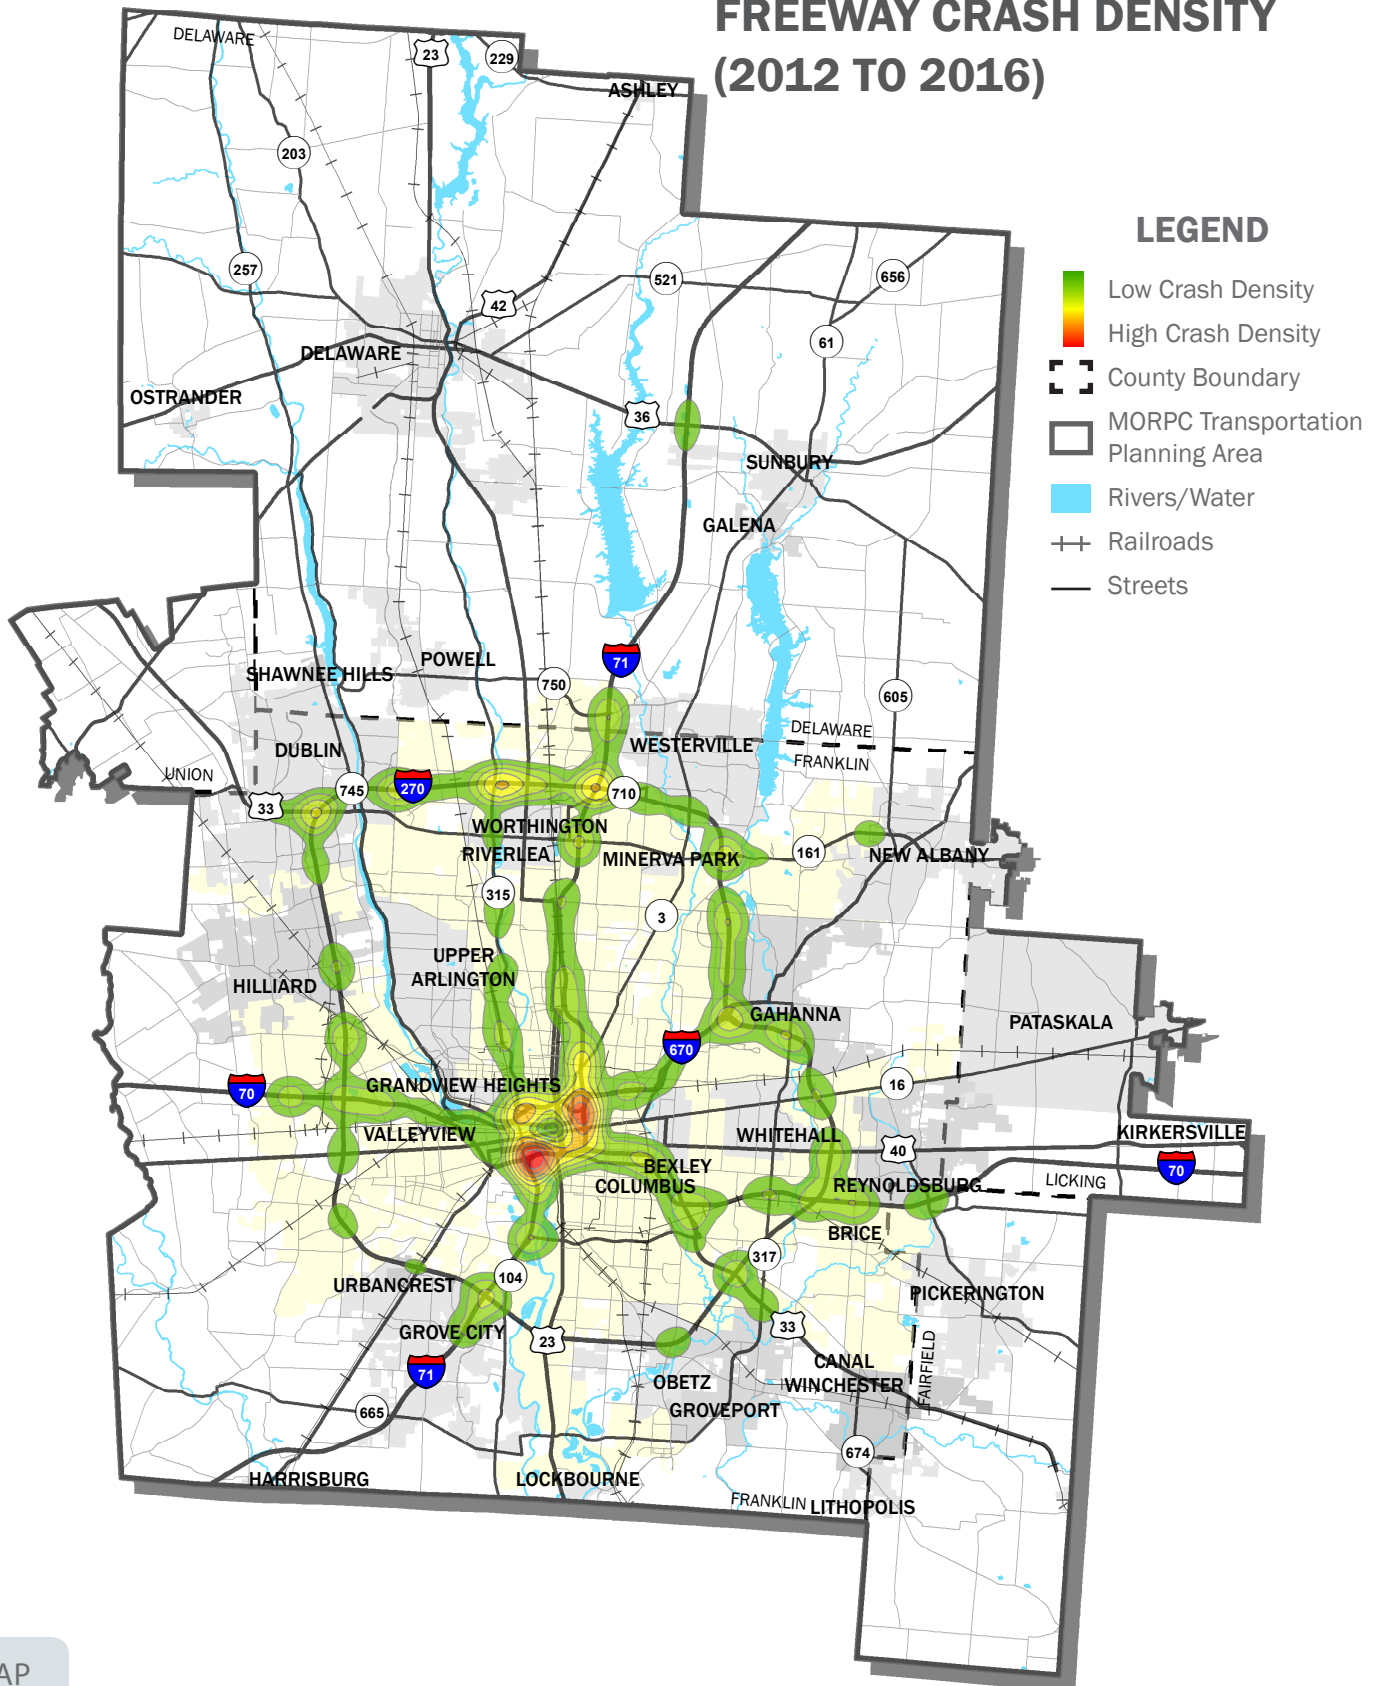 FREEWAY CRASH DENSITY
(2012 TO 2016)
LEGEND
Low Crash Density
High Crash Density
County Boundary
MORPC Transportation
Planning Area
Rivers/Water
Railroads
Streets
DELAWARE
23
229
ASHLEY
203
257
521
656
42
61
DELAWARE
OSTRANDER
36
SUNBURY
GALENA
71
SHAWNEE HILLS
POWELL
750
605
DUBLIN
WESTERVILLE
DELAWARE
FRANKLIN
UNION
33
745
270
710
WORTHINGTON
RIVERLEA
MINERVA PARK
161
NEW ALBANY
315
3
UPPER
ARLINGTON
HILLIARD
GAHANNA
PATASKALA
670
70
GRANDVIEW HEIGHTS
16
VALLEYVIEW
WHITEHALL
40
KIRKERSVILLE
70
BEXLEY
COLUMBUS
REYNOLDSBURG
LICKING
BRICE
317
104
URBANCREST
PICKERINGTON
GROVE CITY
23
33
71
CANAL
WINCHESTER
FAIRFIELD
OBETZ
GROVEPORT
665
674
HARRISBURG
LOCKBOURNE
FRANKLIN
LITHOPOLIS
AP